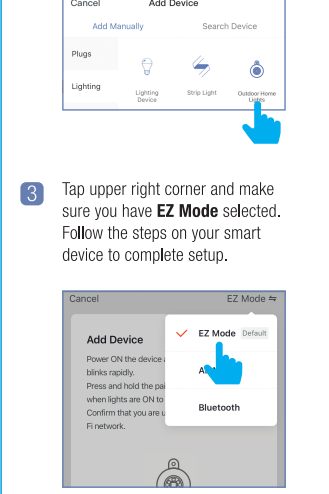 Cancel Add Device
Add Manually Search Device
Plugs
Lighting
Lighting Device
Strip Light
Outdoor Home Lights
3
Tap upper right corner and make
sure you have EZ Mode selected.
Follow the steps on your smart
device to complete setup.
Cancel EZ Mode ⇋
Add Device
Power ON the device
blinks rapidly.
Press and hold the
when lights are ON to
Confirm that you are
Fi network.
EZ Mode Default
Bluetooth